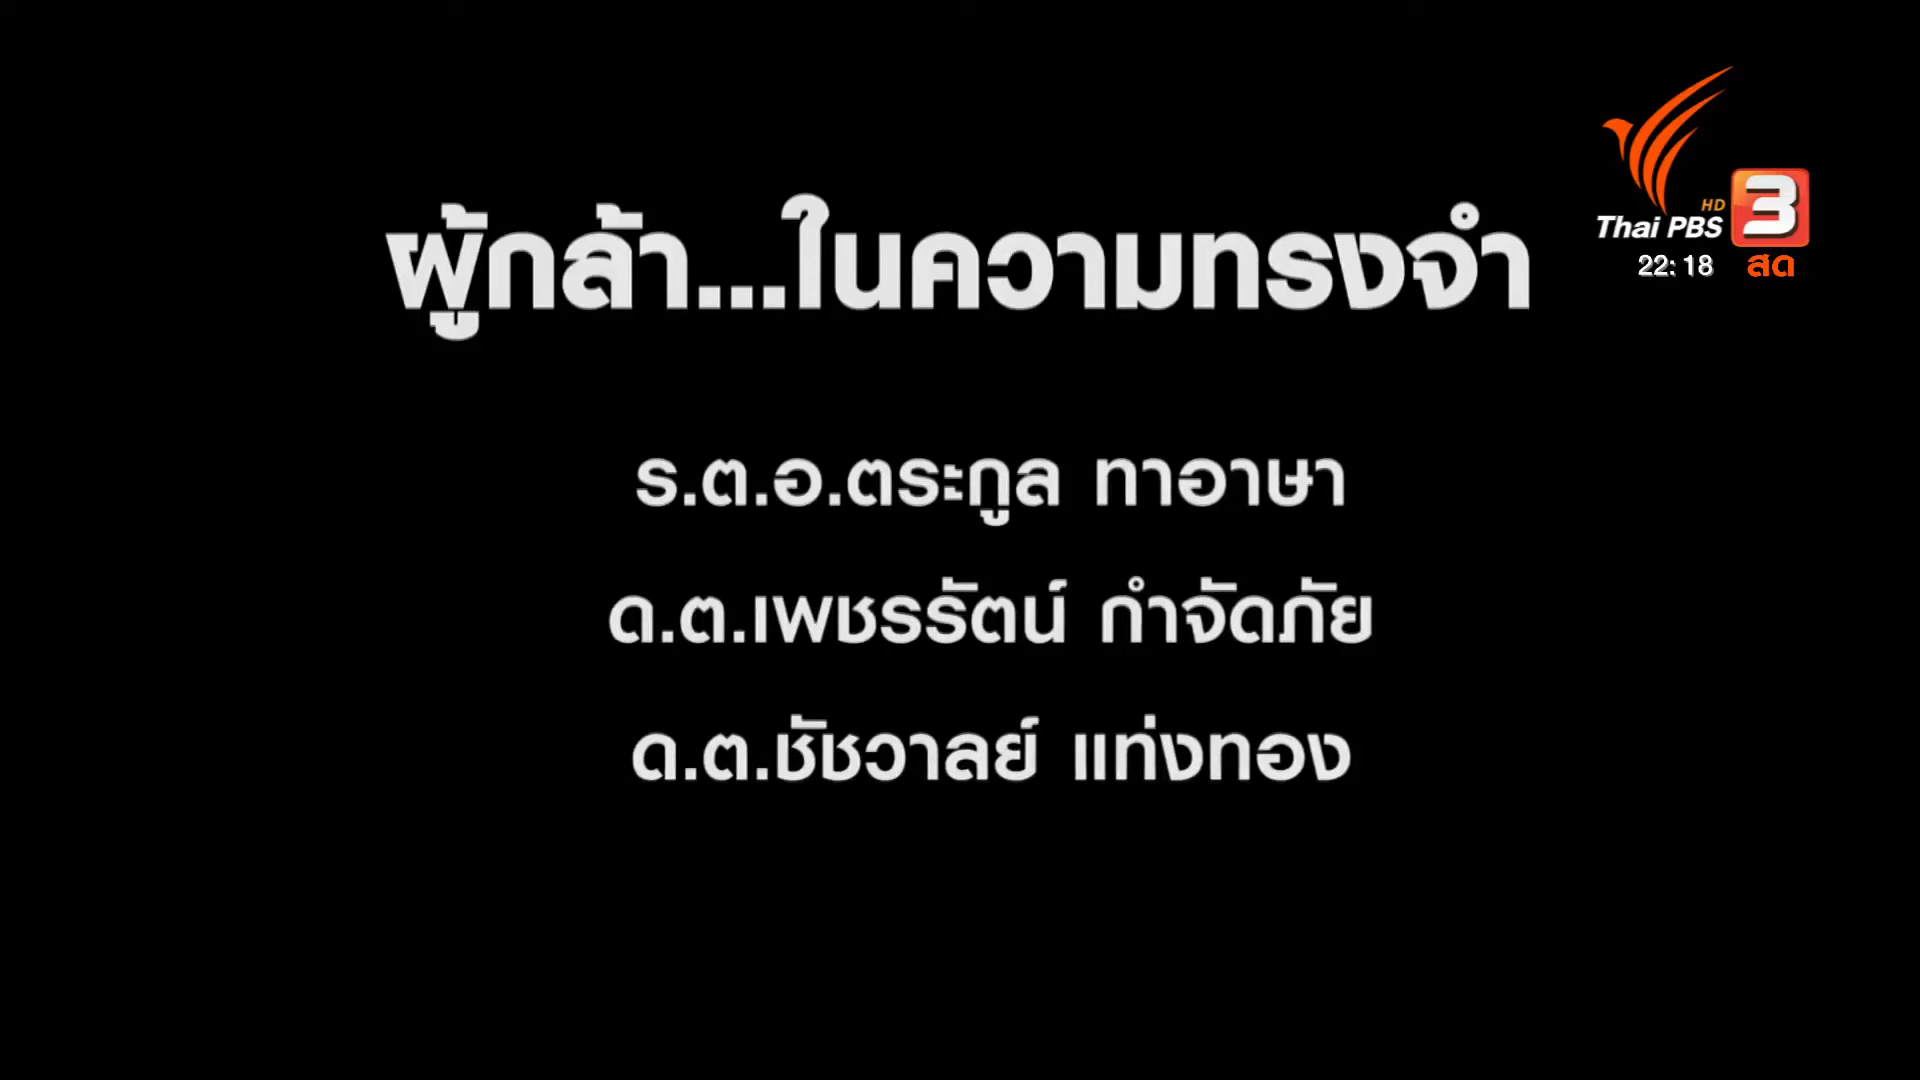 ผู้กล้า...ในความทรงจำ
HD
Thai PBS 3
22:18 สด
ร.ต.อ.ตระกูล ทาอาษา
ด.ต.เพชรรัตน์ กำจัดภัย
ด.ต.ชัชวาลย์ แท่งทอง